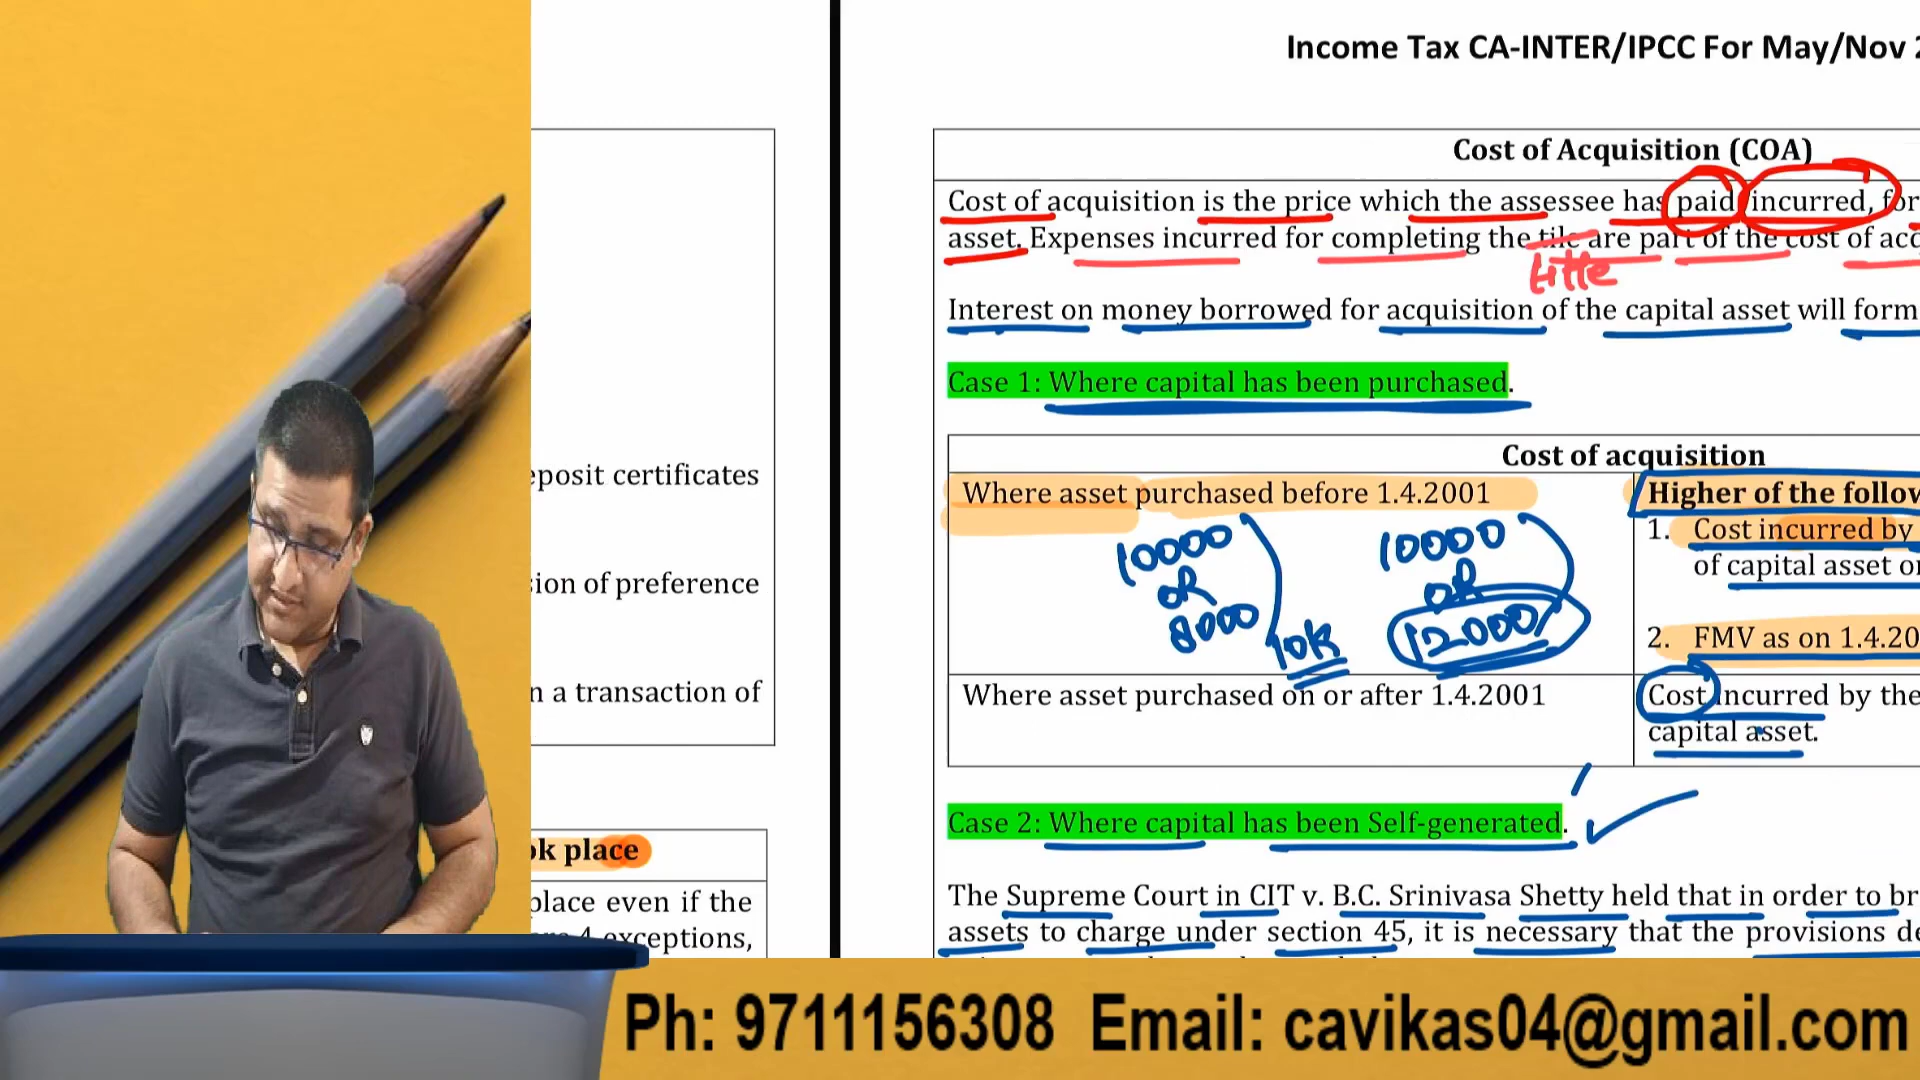 Income Tax CA-INTER/IPCC For May/Nov
Cost of Acquisition (COA)
Cost of acquisition is the price which the assessee has paid incurred, for
asset. Expenses incurred for completing the tile are part of the cost of acq
title
Interest on money borrowed for acquisition of the capital asset will form
Case 1: Where capital has been purchased.
Cost of acquisition
Where asset purchased before 1.4.2001
Higher of the follow
1. Cost incurred by
of capital asset or
2. FMV as on 1.4.20
10000
OR
8000
10K
10000
OR
12000
Where asset purchased on or after 1.4.2001
Cost incurred by the
capital asset.
Case 2: Where capital has been Self-generated.
The Supreme Court in CIT v. B.C. Srinivasa Shetty held that in order to br
assets to charge under section 45, it is necessary that the provisions de
eposit certificates
sion of preference
n a transaction of
ok place
place even if the
4 exceptions,
Ph: 9711156308 Email: cavikas04@gmail.com